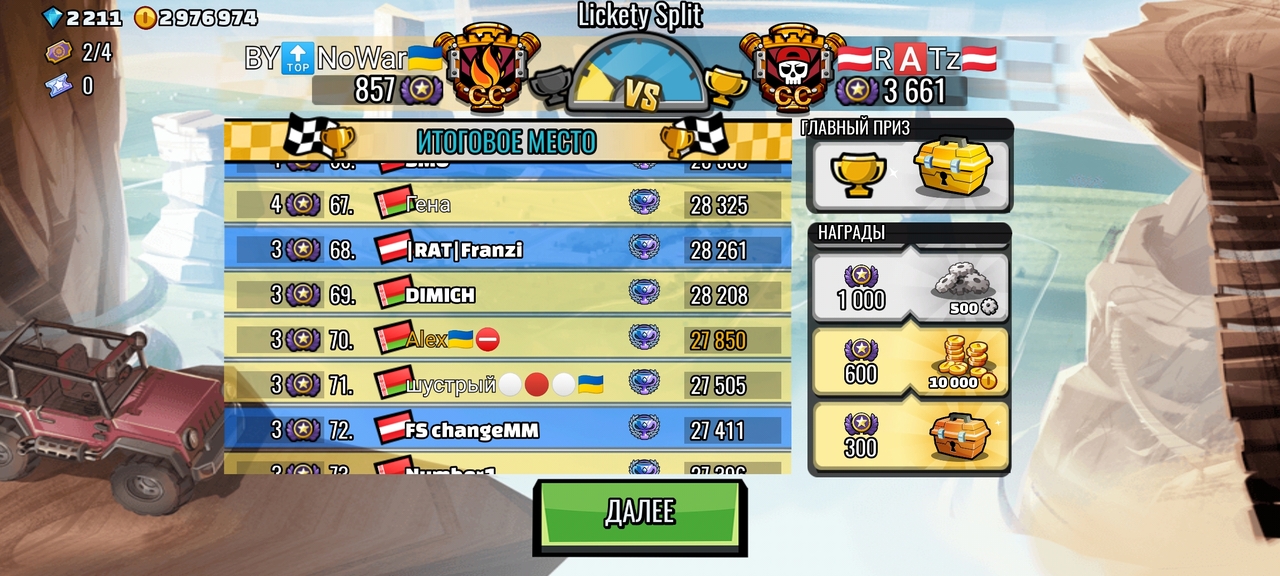 2 211 2 976 974
2/4
0
Lickety Split
BY TOP NoWar
857
CC
VS
CC
RATz
3 661
ИТОГОВОЕ МЕСТО
4 67. Гена 28 325
3 68. |RAT|Franzi 28 261
3 69. DIMICH 28 208
3 70. Alex 27 850
3 71. шустрый 27 505
3 72. FS changeMM 27 411
ГЛАВНЫЙ ПРИЗ
НАГРАДЫ
1 000 500
600 10 000
300
ДАЛЕЕ